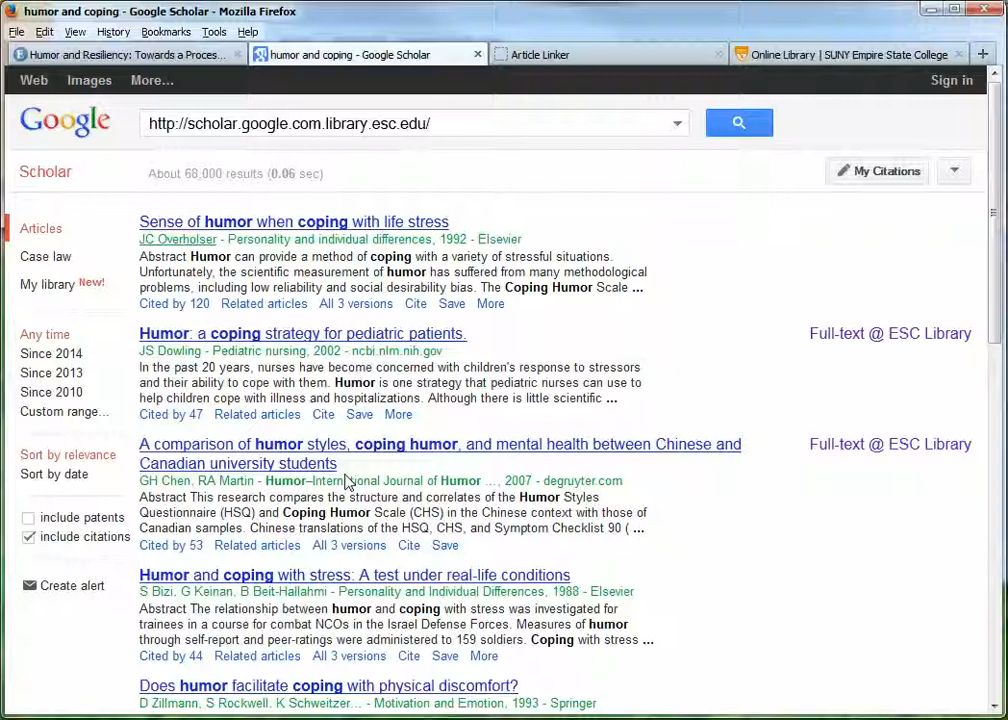 humor and coping - Google Scholar - Mozilla Firefox
File Edit View History Bookmarks Tools Help
Humor and Resiliency: Towards a Proces... humor and coping - Google Scholar Article Linker Online Library | SUNY Empire State College
Web Images More... Sign in
Google http://scholar.google.com.library.esc.edu/
Scholar About 68,000 results (0.06 sec) My Citations
Articles
Case law
My library New!
Any time
Since 2014
Since 2013
Since 2010
Custom range...
Sort by relevance
Sort by date
include patents
include citations
Create alert
Sense of humor when coping with life stress
JC Overholser - Personality and individual differences, 1992 - Elsevier
Abstract Humor can provide a method of coping with a variety of stressful situations.
Unfortunately, the scientific measurement of humor has suffered from many methodological
problems, including low reliability and social desirability bias. The Coping Humor Scale ...
Cited by 120 Related articles All 3 versions Cite Save More
Humor: a coping strategy for pediatric patients. Full-text @ ESC Library
JS Dowling - Pediatric nursing, 2002 - ncbi.nlm.nih.gov
In the past 20 years, nurses have become concerned with children's response to stressors
and their ability to cope with them. Humor is one strategy that pediatric nurses can use to
help children cope with illness and hospitalizations. Although there is little scientific ...
Cited by 47 Related articles Cite Save More
A comparison of humor styles, coping humor, and mental health between Chinese and Full-text @ ESC Library
Canadian university students
GH Chen, RA Martin - Humor–International Journal of Humor ..., 2007 - degruyter.com
Abstract This research compares the structure and correlates of the Humor Styles
Questionnaire (HSQ) and Coping Humor Scale (CHS) in the Chinese context with those of
Canadian samples. Chinese translations of the HSQ, CHS, and Symptom Checklist 90 ( ...
Cited by 53 Related articles All 3 versions Cite Save
Humor and coping with stress: A test under real-life conditions
S Bizi, G Keinan, B Beit-Hallahmi - Personality and Individual Differences, 1988 - Elsevier
Abstract The relationship between humor and coping with stress was investigated for
trainees in a course for combat NCOs in the Israel Defense Forces. Measures of humor
through self-report and peer-ratings were administered to 159 soldiers. Coping with stress ...
Cited by 44 Related articles All 3 versions Cite Save More
Does humor facilitate coping with physical discomfort?
D Zillmann, S Rockwell, K Schweitzer... - Motivation and Emotion, 1993 - Springer